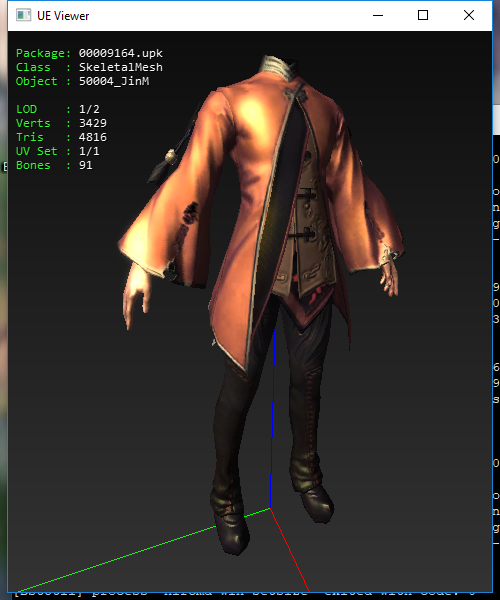 UE Viewer
Package: 00009164.upk
Class : SkeletalMesh
Object : 50004_JinM
LOD : 1/2
Verts : 3429
Tris : 4816
UV Set : 1/1
Bones : 91